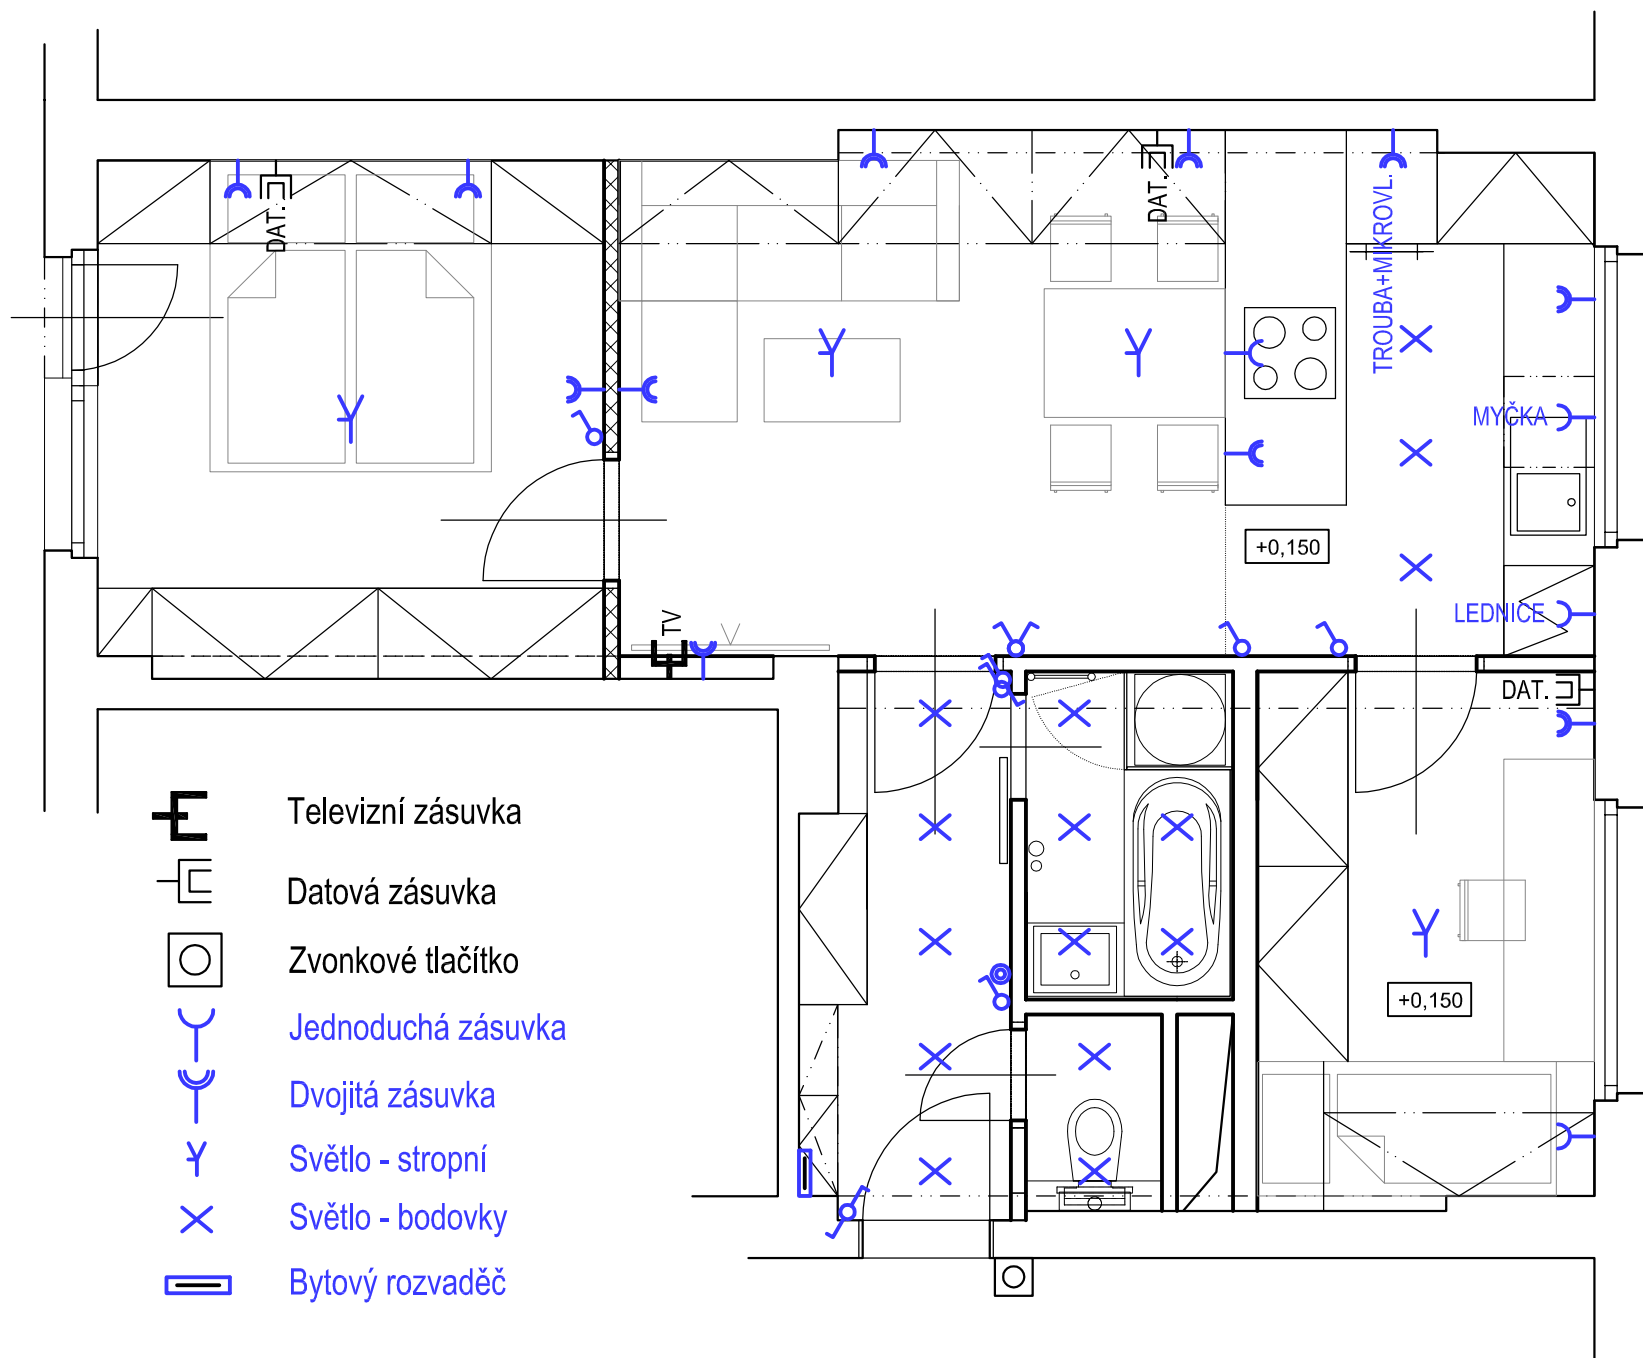 DAT.
DAT.
TROUBA+MIKROVL.
MYČKA
+0,150
LEDNICE
TV
DAT.
+0,150
Televizní zásuvka
Datová zásuvka
Zvonkové tlačítko
Jednoduchá zásuvka
Dvojitá zásuvka
Světlo - stropní
Světlo - bodovky
Bytový rozvaděč